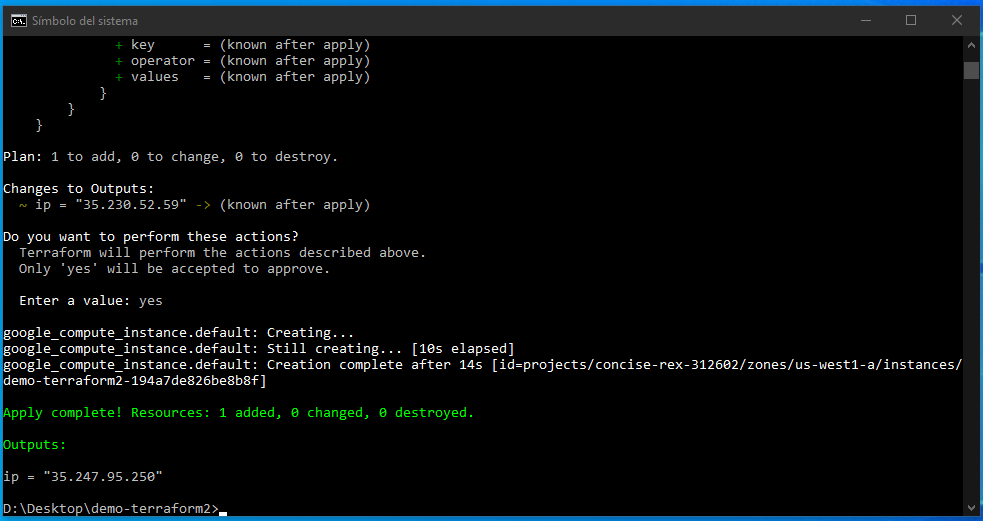 Símbolo del sistema
+ key      = (known after apply)
+ operator = (known after apply)
+ values   = (known after apply)
}
}
}
Plan: 1 to add, 0 to change, 0 to destroy.
Changes to Outputs:
~ ip = "35.230.52.59" -> (known after apply)
Do you want to perform these actions?
Terraform will perform the actions described above.
Only 'yes' will be accepted to approve.
Enter a value: yes
google_compute_instance.default: Creating...
google_compute_instance.default: Still creating... [10s elapsed]
google_compute_instance.default: Creation complete after 14s [id=projects/concise-rex-312602/zones/us-west1-a/instances/
demo-terraform2-194a7de826be8b8f]
Apply complete! Resources: 1 added, 0 changed, 0 destroyed.
Outputs:
ip = "35.247.95.250"
D:\Desktop\demo-terraform2>